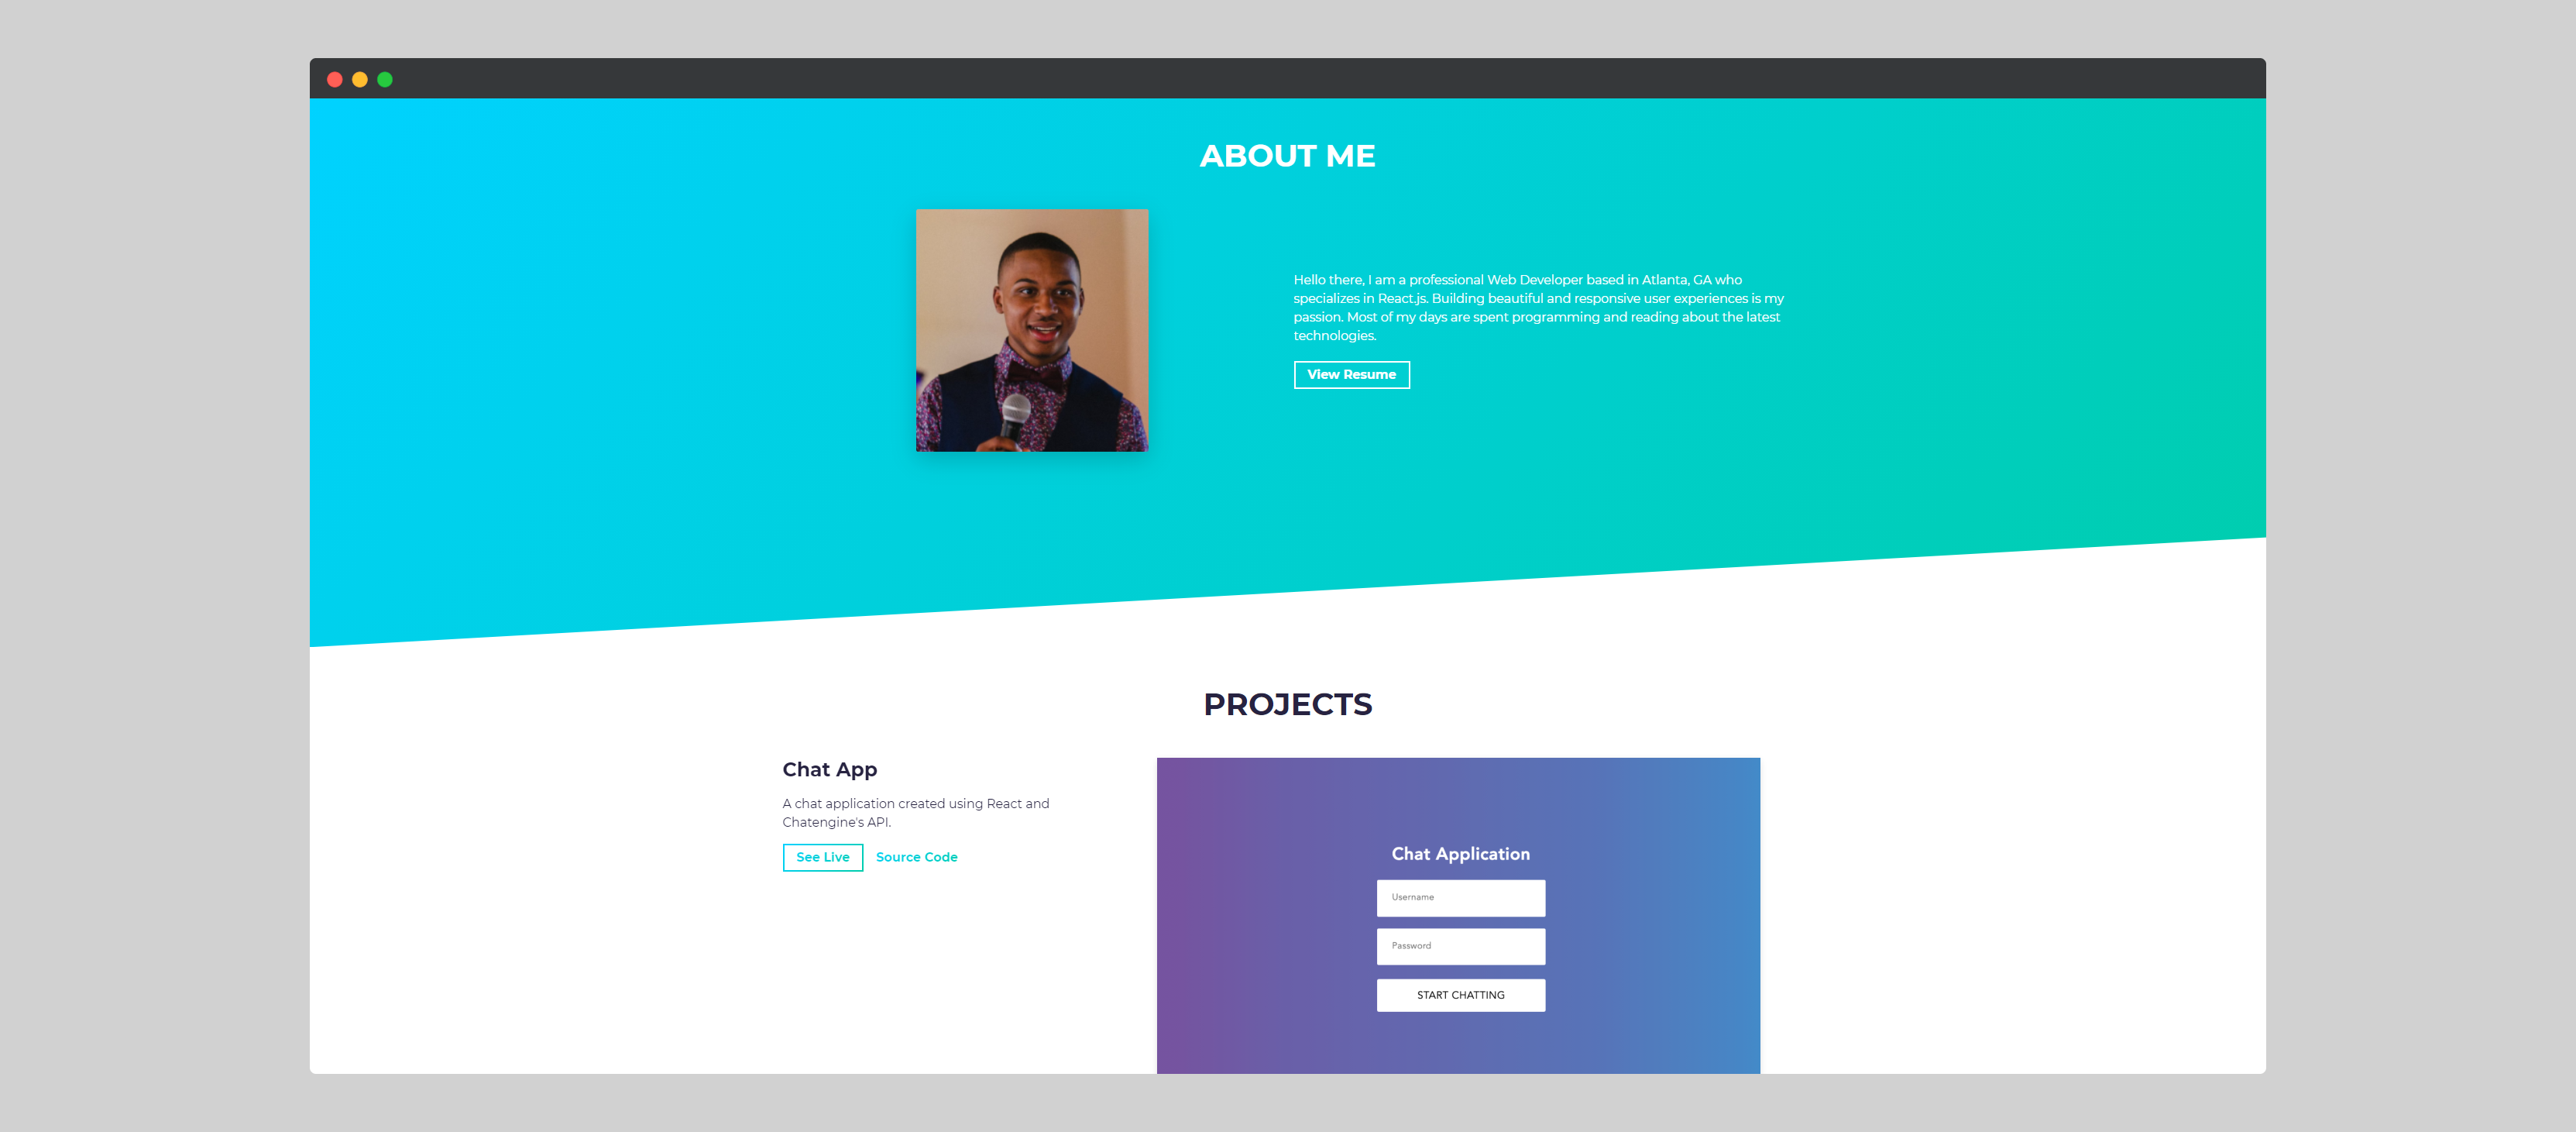 ABOUT ME
Hello there, I am a professional Web Developer based in Atlanta, GA who
specializes in React.js. Building beautiful and responsive user experiences is my
passion. Most of my days are spent programming and reading about the latest
technologies.
View Resume
PROJECTS
Chat App
A chat application created using React and
Chatengine's API.
See Live Source Code
Chat Application
Username
Password
START CHATTING